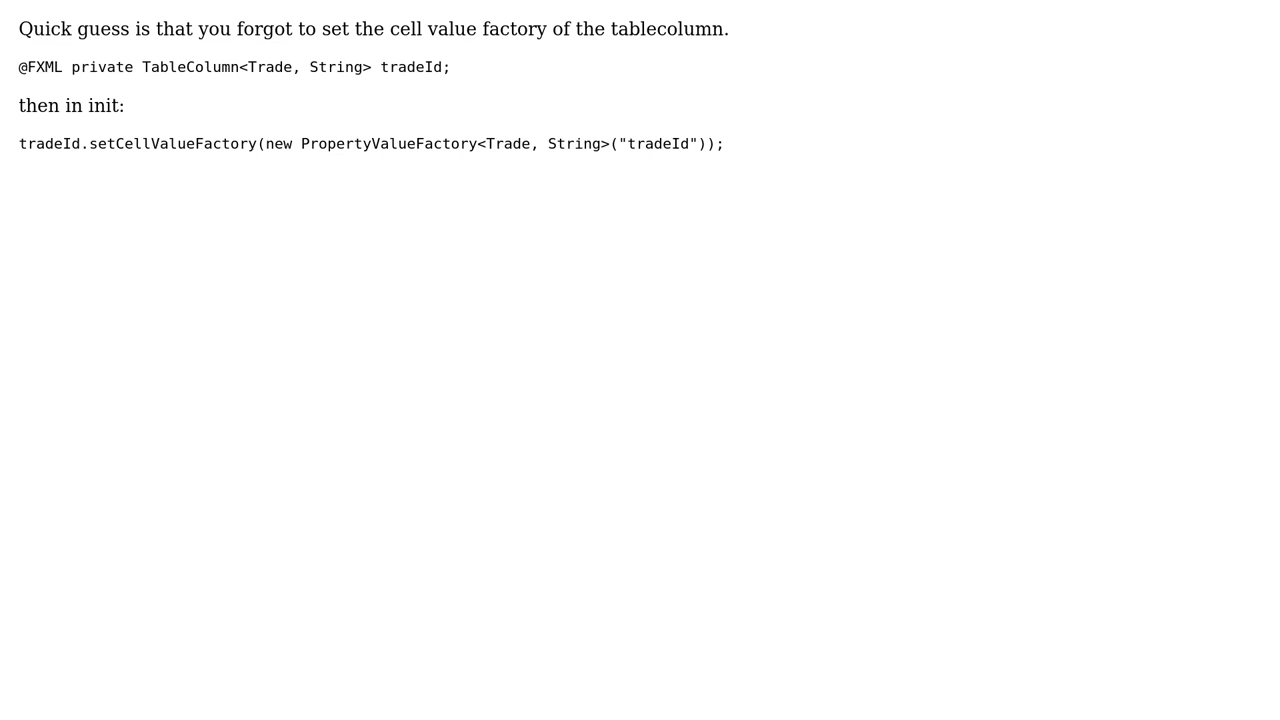 Quick guess is that you forgot to set the cell value factory of the tablecolumn.
@FXML private TableColumn<Trade, String> tradeId;
then in init:
tradeId.setCellValueFactory(new PropertyValueFactory<Trade, String>("tradeId"));